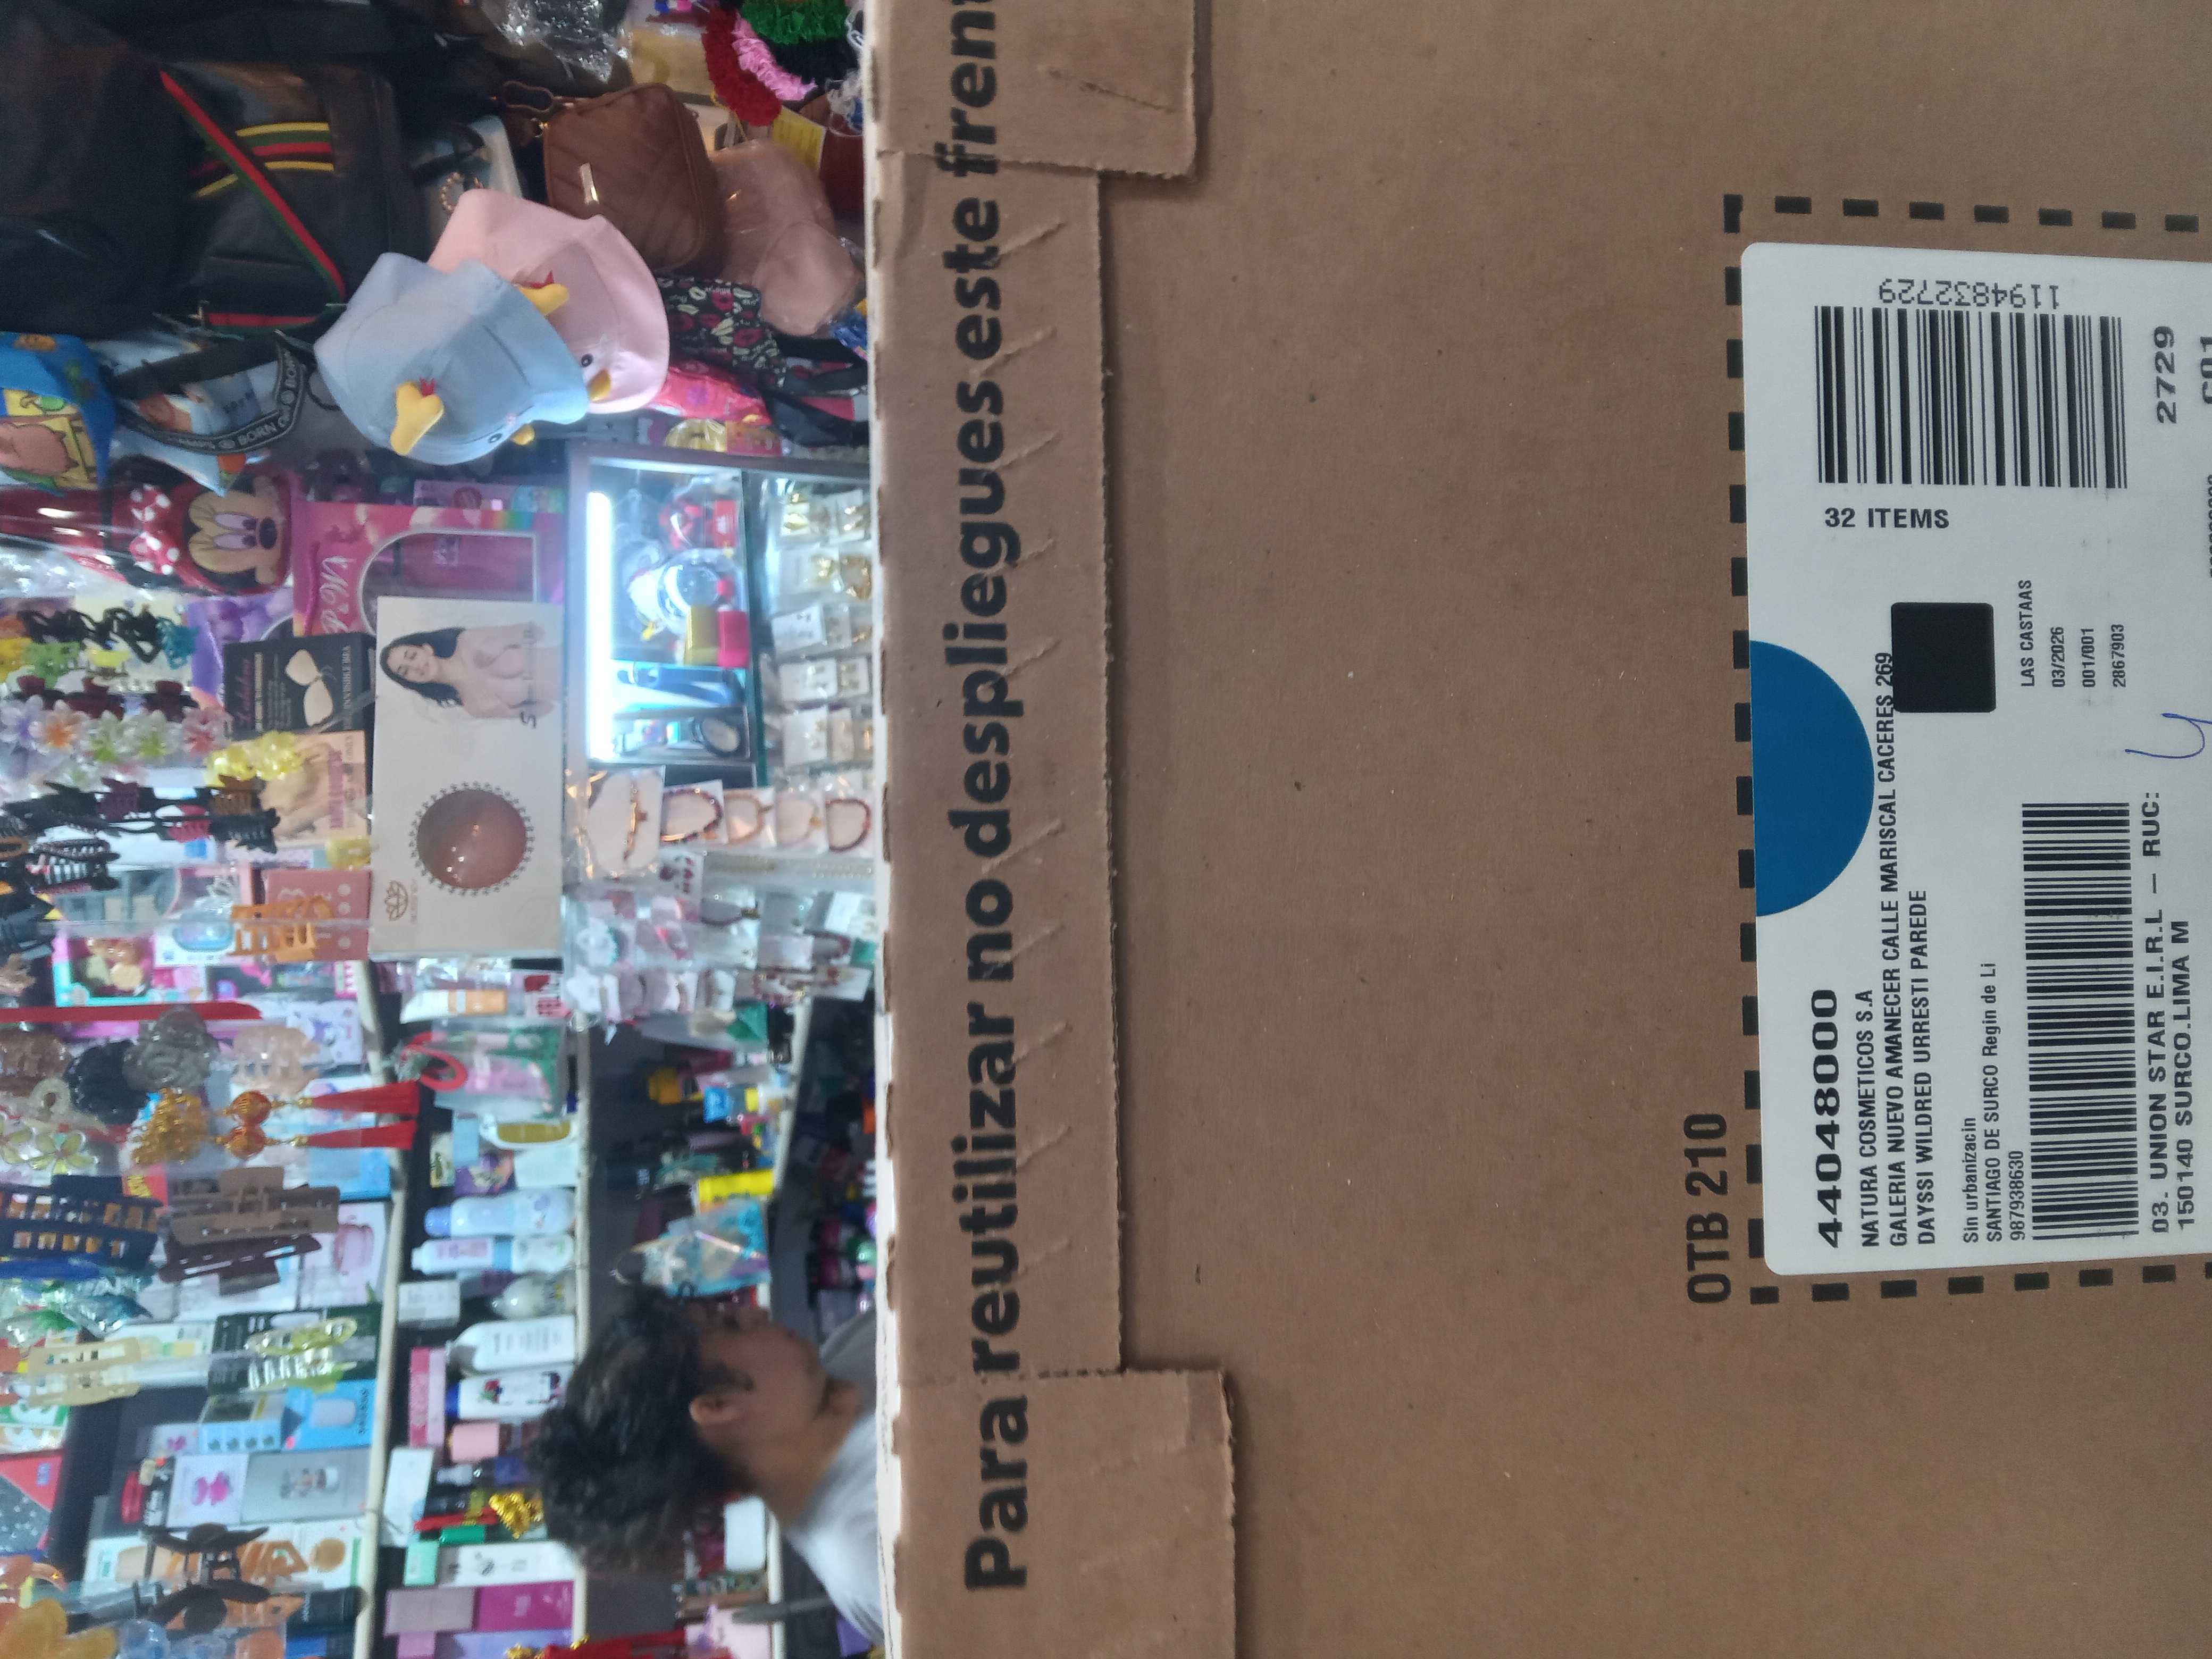 Para reutilizar no despliegues este frent
OTB 210
44048000
NATURA COSMETICOS S.A
GALERIA NUEVO AMANECER CALLE MARISCAL CACERES 269
DAYSSI WILDRED URRESTI PAREDE
Sin urbanizacin
SANTIAGO DE SURCO Regin de Li
987938630
32 ITEMS
1194832729
LAS CASTAAS
03/2026
001/001
2867903
2729
D3. UNION STAR E.I.R.L – RUC:
150140 SURCO.LIMA M
BORN